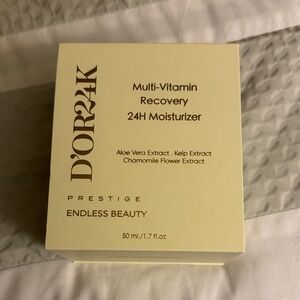 D'OR24K
Multi-Vitamin
Recovery
24H Moisturizer
Aloe Vera Extract . Kelp Extract
Chamomile Flower Extract
PRESTIGE
ENDLESS BEAUTY
50 ml./1.7 fl.oz